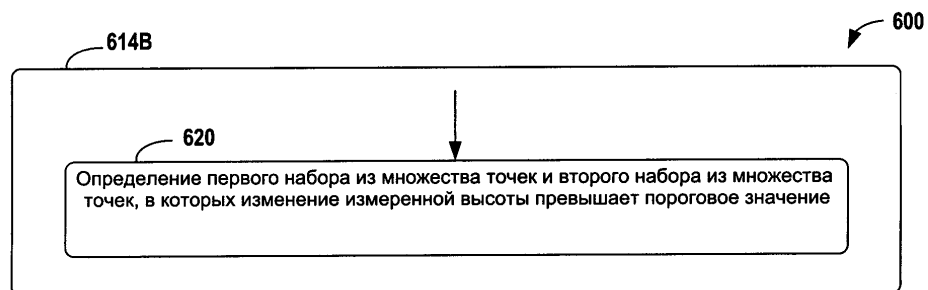 600
614B
620
Определение первого набора из множества точек и второго набора из множества
точек, в которых изменение измеренной высоты превышает пороговое значение